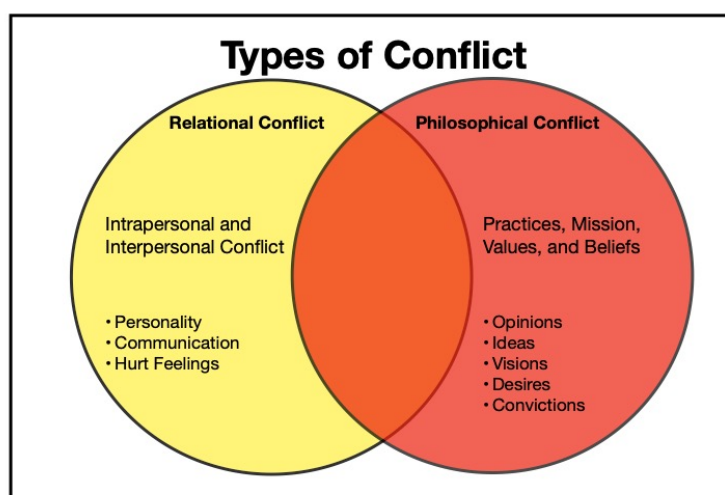 Types of Conflict
Relational Conflict
Intrapersonal and
Interpersonal Conflict
• Personality
• Communication
• Hurt Feelings
Philosophical Conflict
Practices, Mission,
Values, and Beliefs
• Opinions
• Ideas
• Visions
• Desires
• Convictions